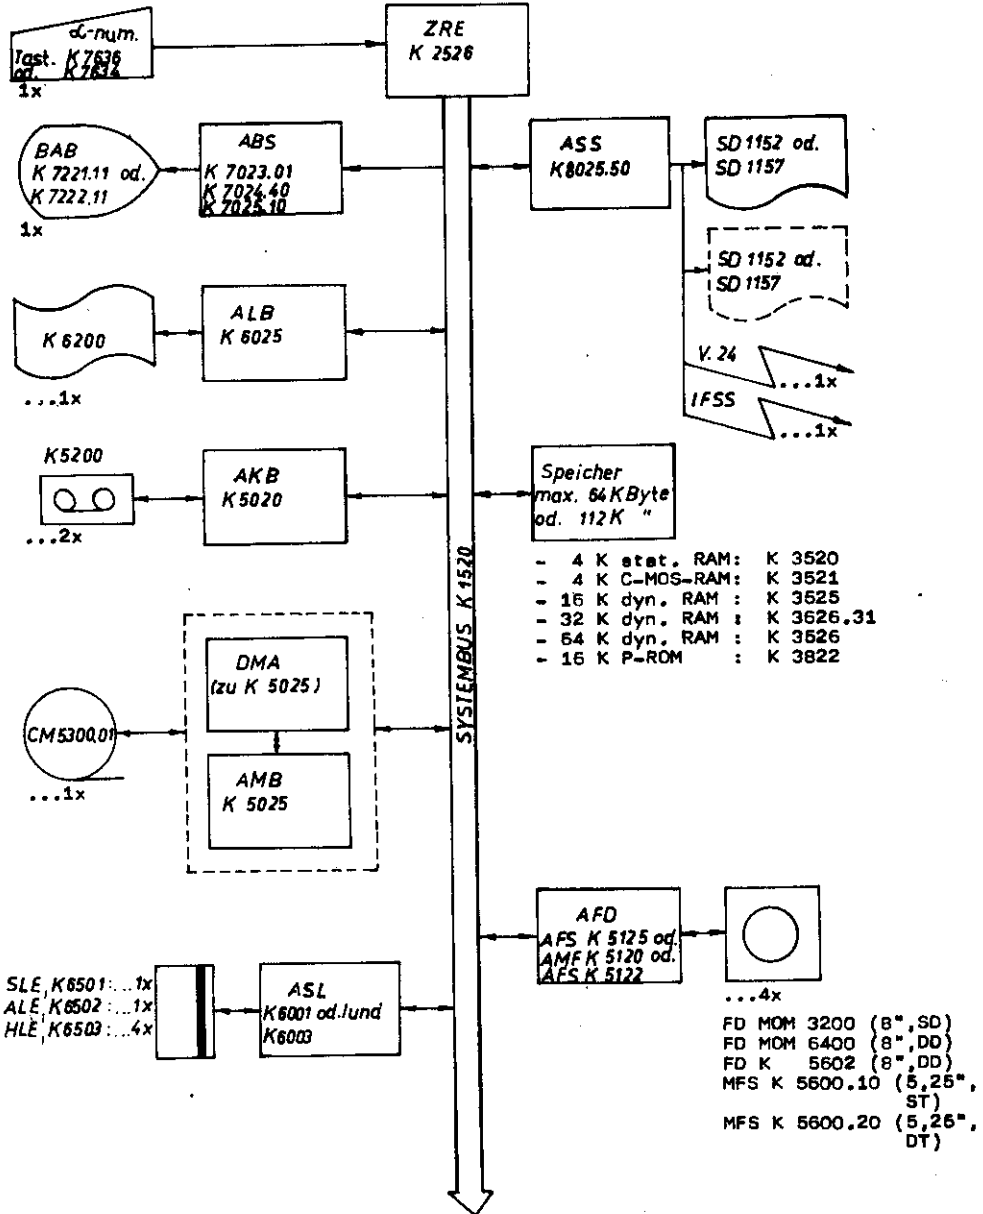 α-num.
Tast. K 7636
od. K 7634
1x
ZRE
K 2526
BAB
K 7221.11 od.
K 7222.11
1x
ABS
K 7023.01
K 7024.40
K 7025.10
ASS
K 8025.50
SD 1152 od.
SD 1157
SD 1152 od.
SD 1157
V. 24
...1x
IFSS
...1x
K 6200
...1x
ALB
K 6025
K5200
...2x
AKB
K 5020
Speicher
max. 64 KByte
od. 112 K "
- 4 K stat. RAM: K 3520
- 4 K C-MOS-RAM: K 3521
- 16 K dyn. RAM : K 3525
- 32 K dyn. RAM : K 3626.31
- 64 K dyn. RAM : K 3526
- 16 K P-ROM : K 3822
SYSTEMBUS K 1520
DMA
(zu K 5025)
CM5300.01
...1x
AMB
K 5025
AFD
AFS K 5125 od.
AMF K 5120 od.
AFS K 5122
...4x
FD MOM 3200 (8",SD)
FD MOM 6400 (8",DD)
FD K 5602 (8",DD)
MFS K 5600.10 (5,25",
ST)
MFS K 5600.20 (5,25",
DT)
SLE, K6501:...1x
ALE, K6502:...1x
HLE, K6503:...4x
ASL
K 6001 od./und
K6003